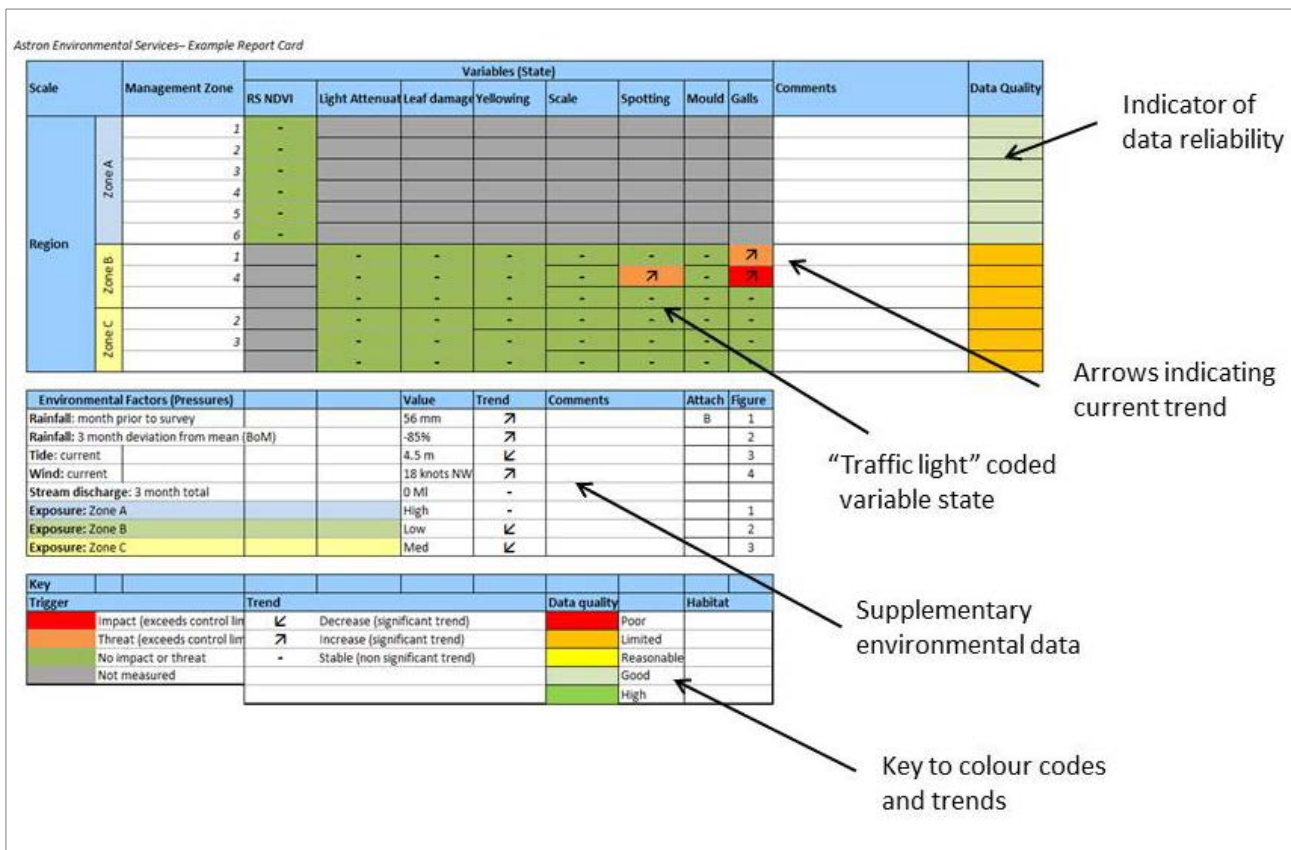 Astron Environmental Services– Example Report Card
Variables (State)
Scale Management Zone RS NDVI Light Attenuat Leaf damage Yellowing Scale Spotting Mould Galls Comments Data Quality
Region
Zone A
1 -
2 -
3 -
4 -
5 -
6 -
Zone B
1 - - - - - - ↗
4 - - - - ↗ - ↗
- - - - - - -
Zone C
2 - - - - - - -
3 - - - - - - -
- - - - - - -
Environmental Factors (Pressures) Value Trend Comments Attach Figure
Rainfall: month prior to survey 56 mm ↗ B 1
Rainfall: 3 month deviation from mean (BoM) -85% ↗ 2
Tide: current 4.5 m ↙ 3
Wind: current 18 knots NW ↗ 4
Stream discharge: 3 month total 0 Ml -
Exposure: Zone A High - 1
Exposure: Zone B Low ↙ 2
Exposure: Zone C Med ↙ 3
Key
Trigger Trend Data quality Habitat
Impact (exceeds control lim ↙ Decrease (significant trend) Poor
Threat (exceeds control lim ↗ Increase (significant trend) Limited
No impact or threat - Stable (non significant trend) Reasonable
Not measured Good
High
Indicator of
data reliability
Arrows indicating
current trend
“Traffic light” coded
variable state
Supplementary
environmental data
Key to colour codes
and trends